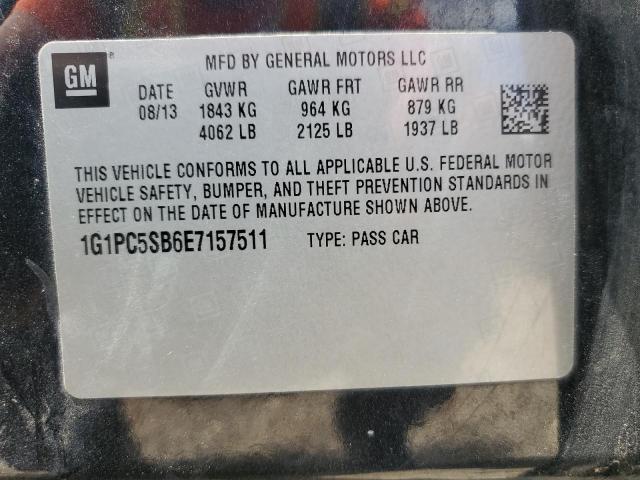 GM
MFD BY GENERAL MOTORS LLC
DATE GVWR GAWR FRT GAWR RR
08/13 1843 KG 964 KG 879 KG
4062 LB 2125 LB 1937 LB
THIS VEHICLE CONFORMS TO ALL APPLICABLE U.S. FEDERAL MOTOR
VEHICLE SAFETY, BUMPER, AND THEFT PREVENTION STANDARDS IN
EFFECT ON THE DATE OF MANUFACTURE SHOWN ABOVE.
1G1PC5SB6E7157511 TYPE: PASS CAR